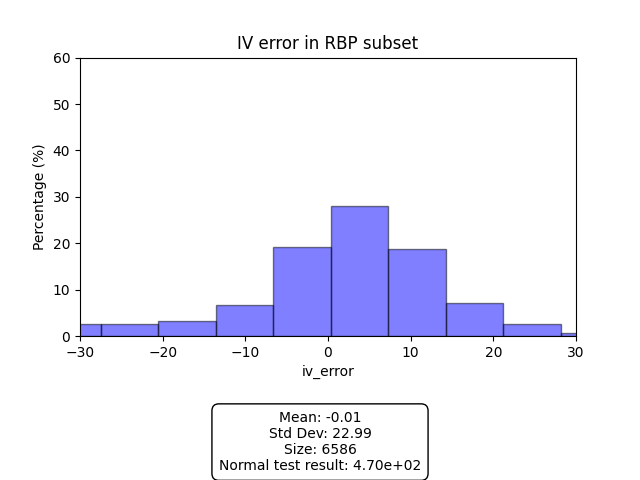 IV error in RBP subset
60
50
40
30
20
10
0
Percentage (%)
−30
−20
−10
0
10
20
30
iv_error
Mean: -0.01
Std Dev: 22.99
Size: 6586
Normal test result: 4.70e+02